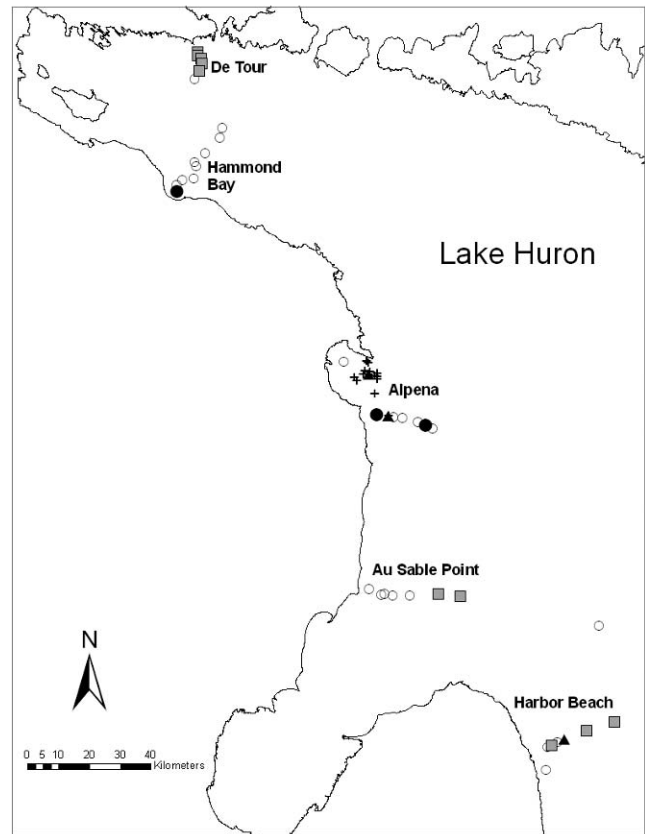 De Tour
Hammond
Bay
Lake Huron
Alpena
Au Sable Point
N
Harbor Beach
0 5 10 20 30 40
Kilometers